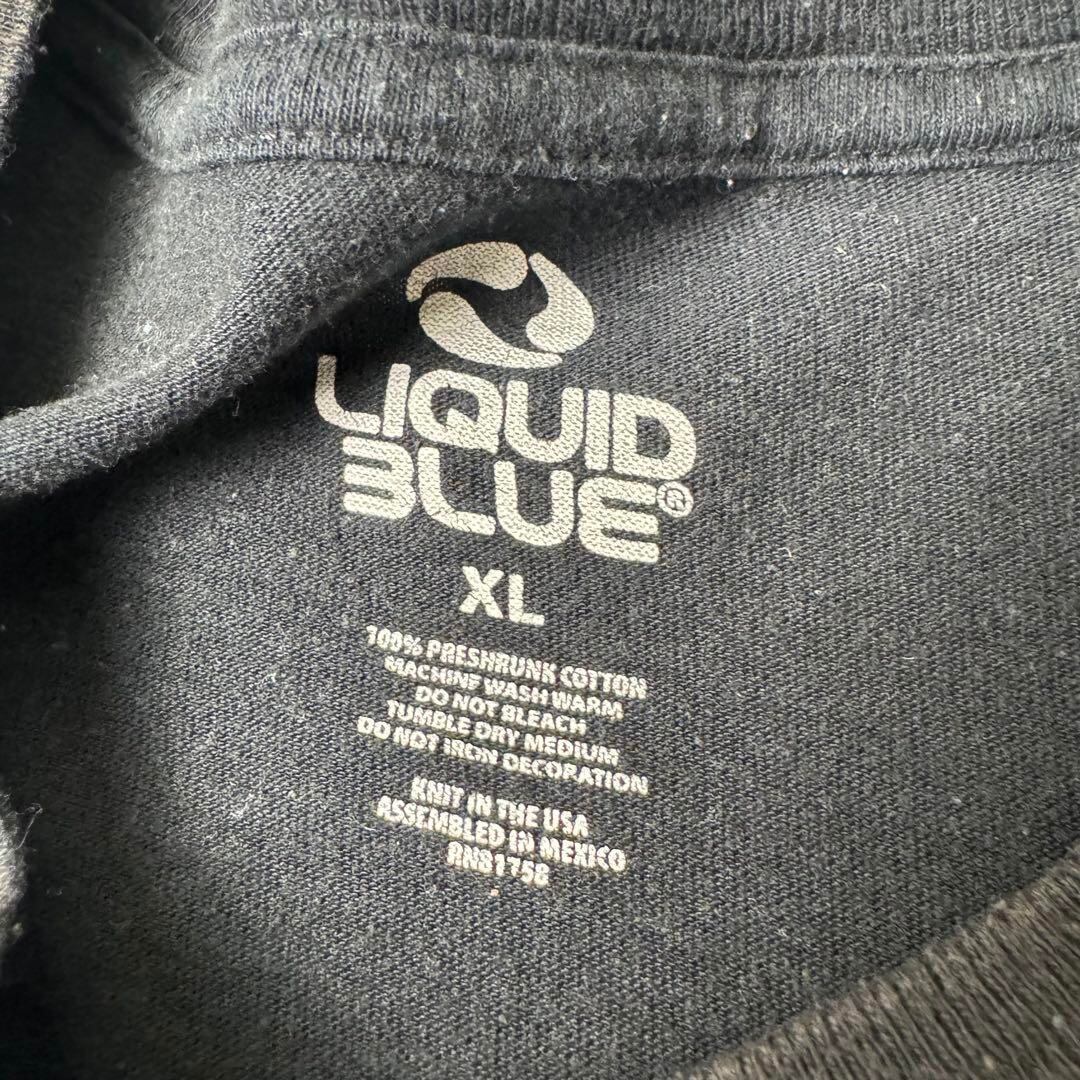 LIQUID
BLUE®
XL
100% PRESHRUNK COTTON
MACHINE WASH WARM
DO NOT BLEACH
TUMBLE DRY MEDIUM
DO NOT IRON DECORATION
KNIT IN THE USA
ASSEMBLED IN MEXICO
RN81758